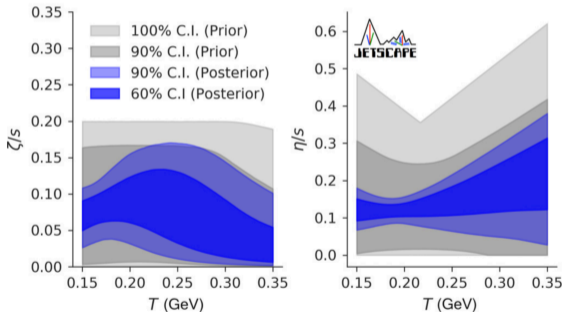 0.35
0.30
0.25
0.20
0.15
0.10
0.05
0.00
ζ/s
100% C.I. (Prior)
90% C.I. (Prior)
90% C.I. (Posterior)
60% C.I (Posterior)
0.15 0.20 0.25 0.30 0.35
T (GeV)
0.6
0.5
0.4
0.3
0.2
0.1
0.0
η/s
JETSCAPE
0.15 0.20 0.25 0.30 0.35
T (GeV)